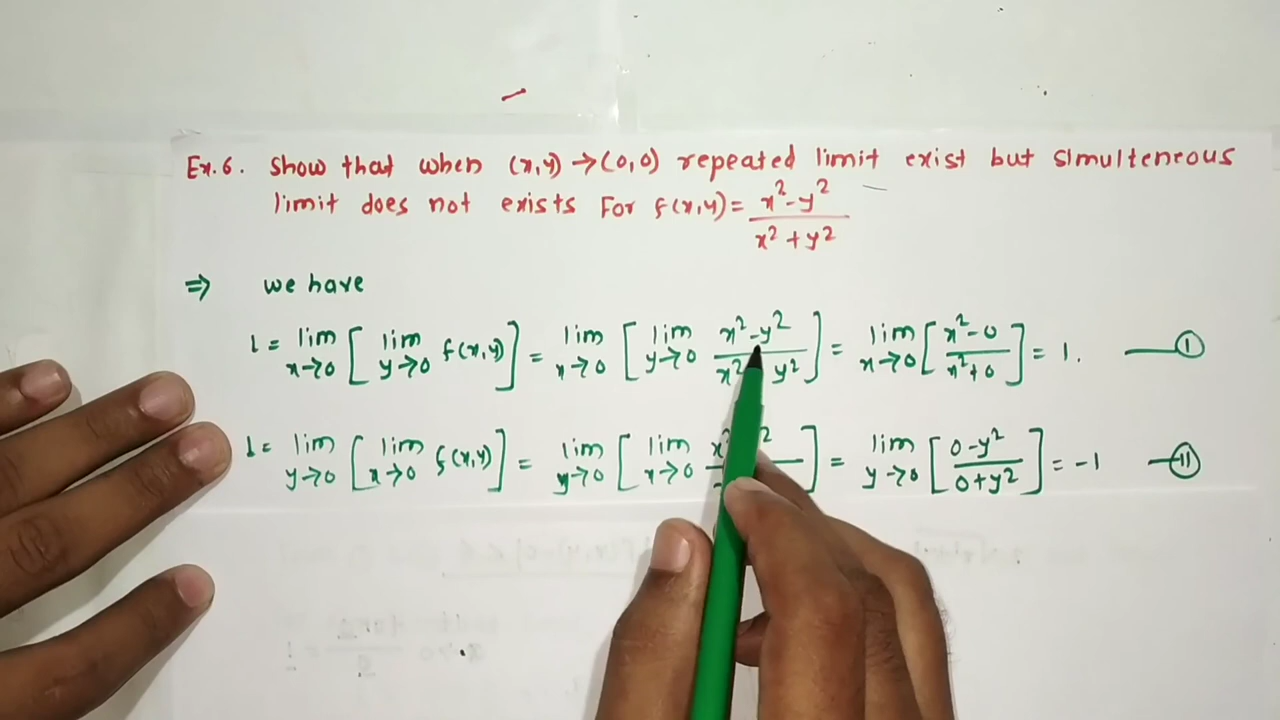 Ex.6. Show that when (x,y)→(0,0) repeated limit exist but simulteneous
limit does not exists For f(x,y)= x²-y² / x²+y²
⇒ we have
l = lim x→0 [ lim y→0 f(x,y) ] = lim x→0 [ lim y→0 x²-y² / x² y² ] = lim x→0 [ x²-0 / x²+0 ] = 1. — I
l = lim y→0 [ lim x→0 f(x,y) ] = lim y→0 [ lim x→0 x² ² ] = lim y→0 [ 0-y² / 0+y² ] = -1 — II